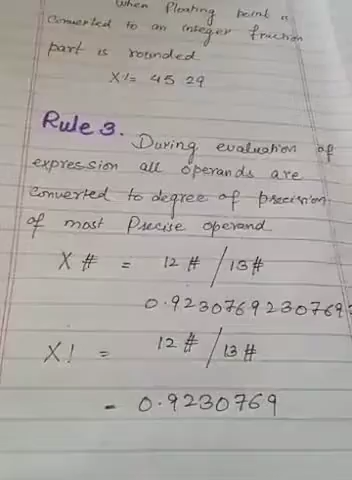 When Floating point is
converted to an integer fraction
part is rounded
X%= 45 29
Rule 3.
During evaluation of
expression all operands are
converted to degree of precision
of most Precise operand
X # = 12 # / 13 #
0.9230769230769
X! = 12 # / 13 #
= 0.9230769